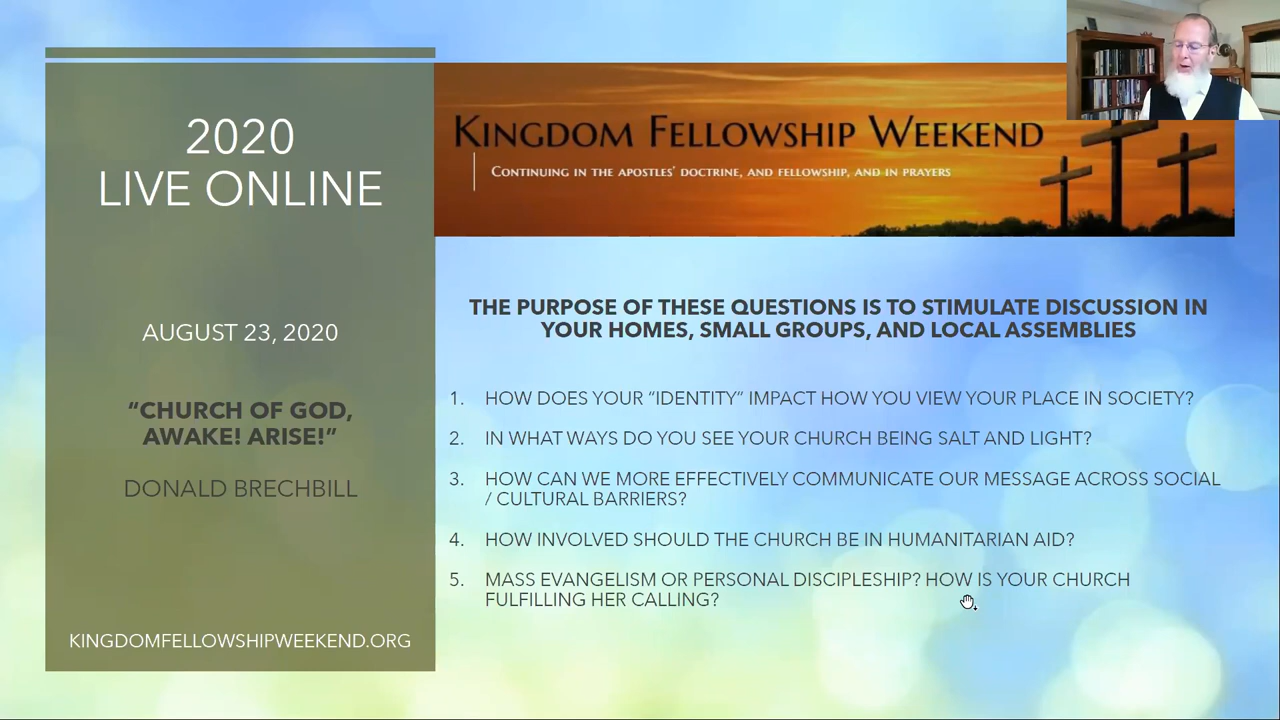 2020
LIVE ONLINE
AUGUST 23, 2020
“CHURCH OF GOD,
AWAKE! ARISE!”
DONALD BRECHBILL
KINGDOMFELLOWSHIPWEEKEND.ORG
KINGDOM FELLOWSHIP WEEKEND
CONTINUING IN THE APOSTLES' DOCTRINE, AND FELLOWSHIP, AND IN PRAYERS
THE PURPOSE OF THESE QUESTIONS IS TO STIMULATE DISCUSSION IN
YOUR HOMES, SMALL GROUPS, AND LOCAL ASSEMBLIES
1. HOW DOES YOUR “IDENTITY” IMPACT HOW YOU VIEW YOUR PLACE IN SOCIETY?
2. IN WHAT WAYS DO YOU SEE YOUR CHURCH BEING SALT AND LIGHT?
3. HOW CAN WE MORE EFFECTIVELY COMMUNICATE OUR MESSAGE ACROSS SOCIAL
/ CULTURAL BARRIERS?
4. HOW INVOLVED SHOULD THE CHURCH BE IN HUMANITARIAN AID?
5. MASS EVANGELISM OR PERSONAL DISCIPLESHIP? HOW IS YOUR CHURCH
FULFILLING HER CALLING?